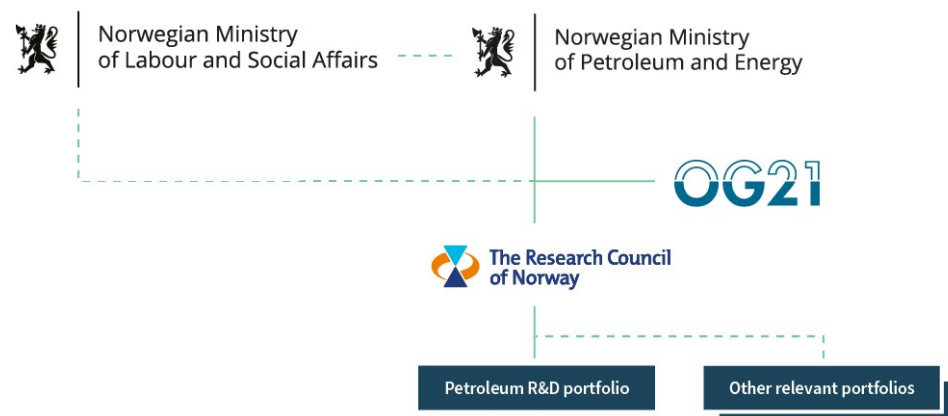 Norwegian Ministry
of Labour and Social Affairs
Norwegian Ministry
of Petroleum and Energy
OG21
The Research Council
of Norway
Petroleum R&D portfolio
Other relevant portfolios